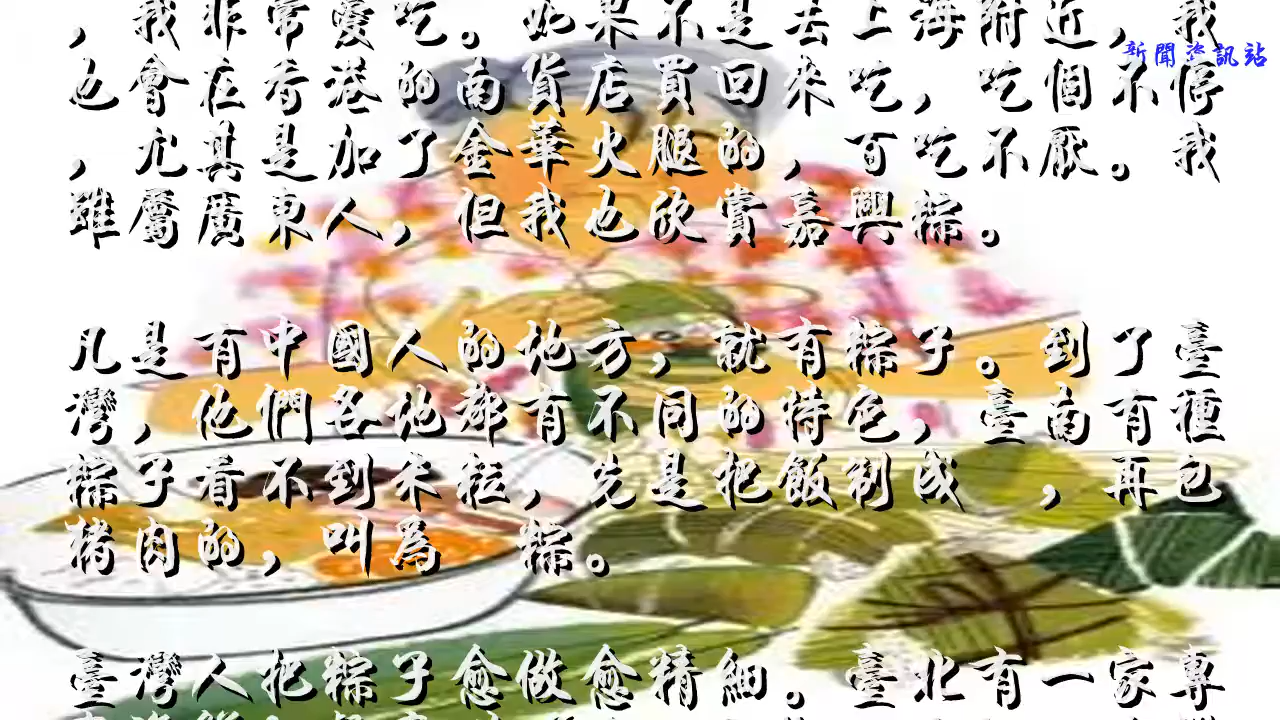 ，我非常愛吃。如果不是去上海附近，我
新聞資訊站
也會在香港的南貨店買回來吃，吃個不停
，尤其是加了金華火腿的，百吃不厭。我
雖屬廣東人，但我也欣賞嘉興粽。
凡是有中國人的地方，就有粽子。到了臺
灣，他們各地都有不同的特色，臺南有種
粽子看不到米粒，先是把飯制成 ，再包
豬肉的，叫爲 粽。
臺灣人把粽子愈做愈精細。臺北有一家專